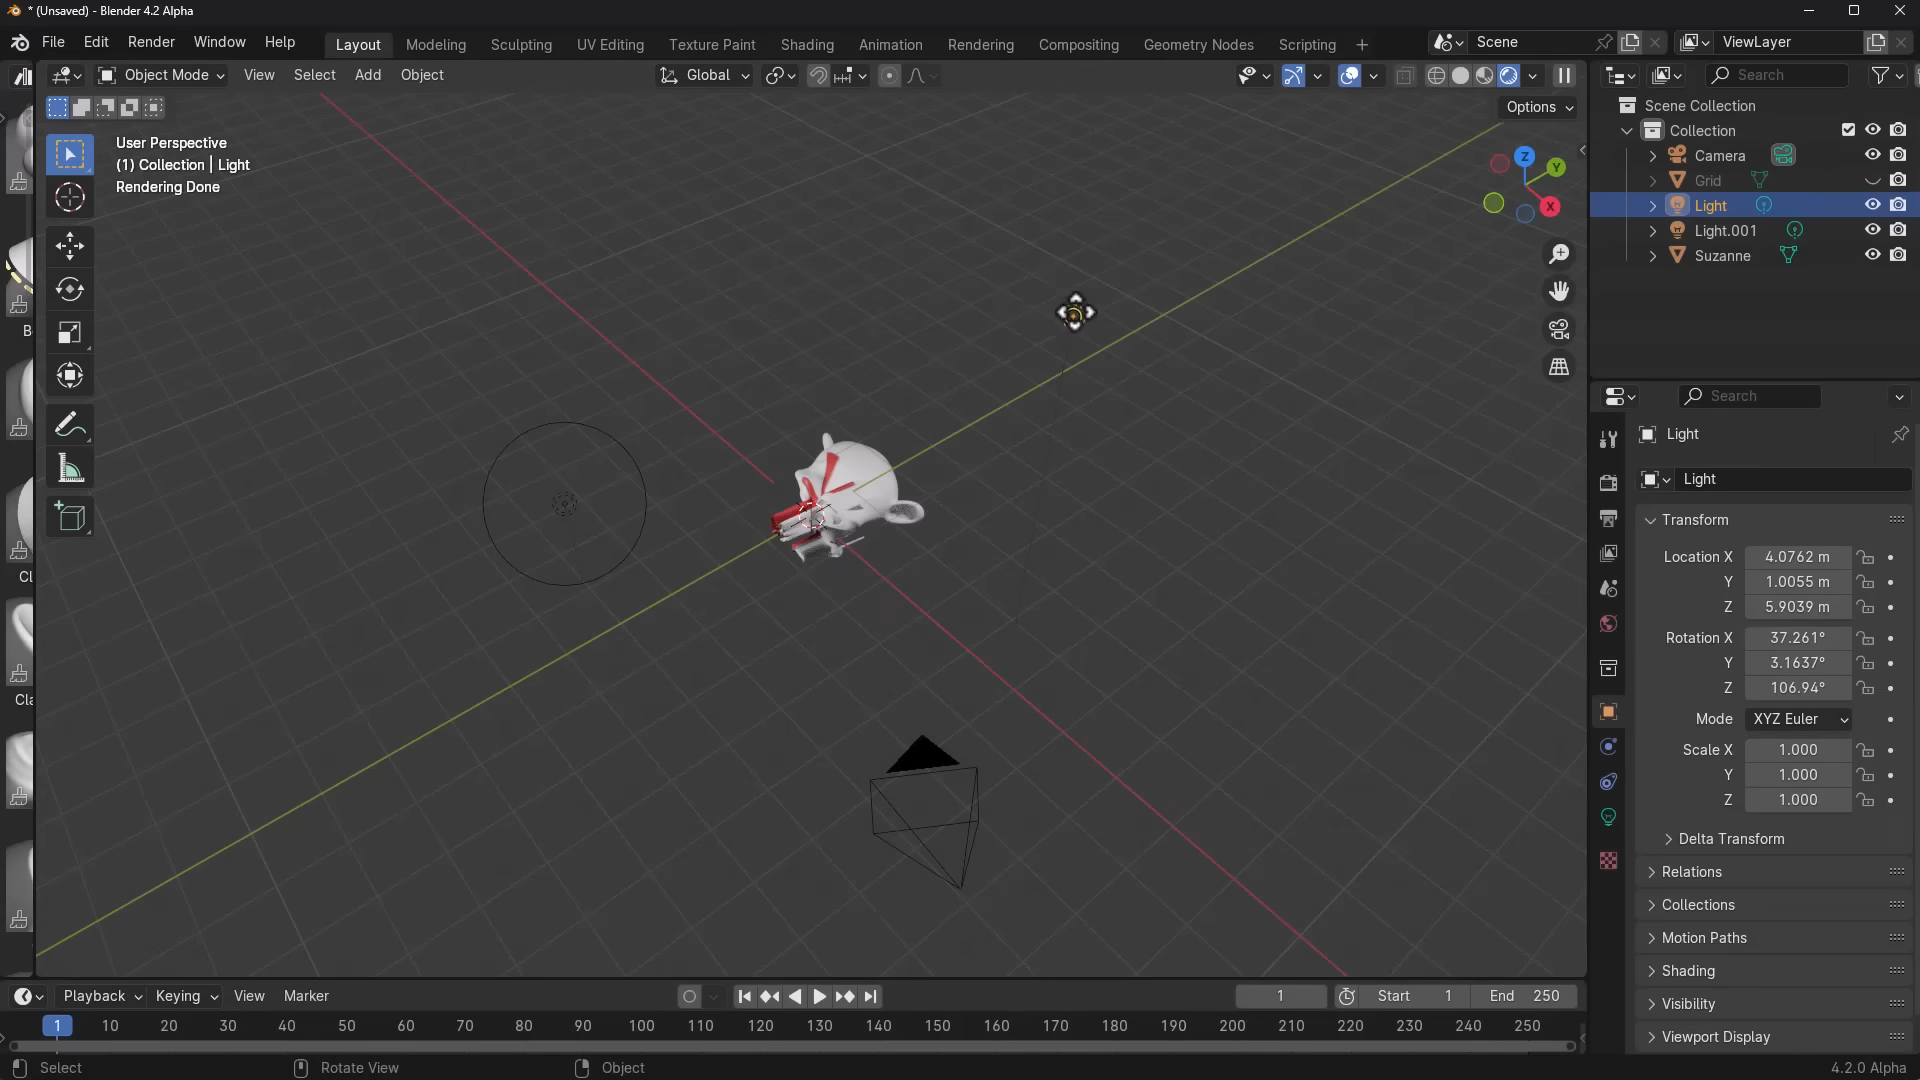 * (Unsaved) - Blender 4.2 Alpha
File Edit Render Window Help Layout Modeling Sculpting UV Editing Texture Paint Shading Animation Rendering Compositing Geometry Nodes Scripting + Scene ViewLayer
Object Mode View Select Add Object Global Search
Options
User Perspective
(1) Collection | Light
Rendering Done
Z
Y
X
Be
Cl
Cla
Scene Collection
Collection
Camera
Grid
Light
Light.001
Suzanne
Search
Light
Light
Transform
Location X 4.0762 m
Y 1.0055 m
Z 5.9039 m
Rotation X 37.261°
Y 3.1637°
Z 106.94°
Mode XYZ Euler
Scale X 1.000
Y 1.000
Z 1.000
Delta Transform
Relations
Collections
Motion Paths
Shading
Visibility
Viewport Display
Playback Keying View Marker 1 Start 1 End 250
1 10 20 30 40 50 60 70 80 90 100 110 120 130 140 150 160 170 180 190 200 210 220 230 240 250
Select Rotate View Object 4.2.0 Alpha